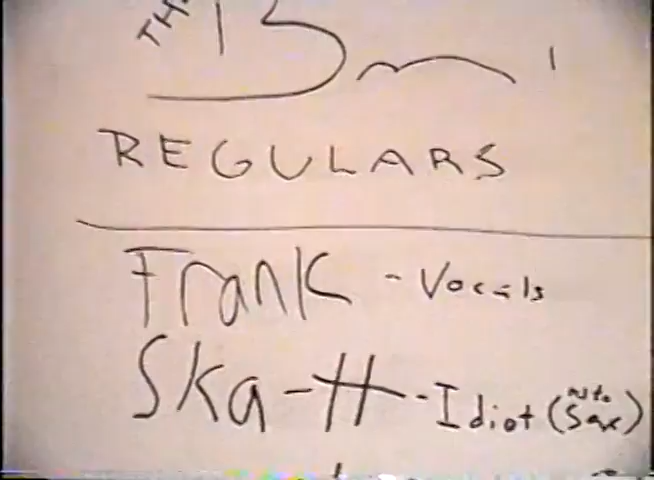 THE
REGULARS
Frank - Vocals
Ska-H - Idiot (Alto Sax)